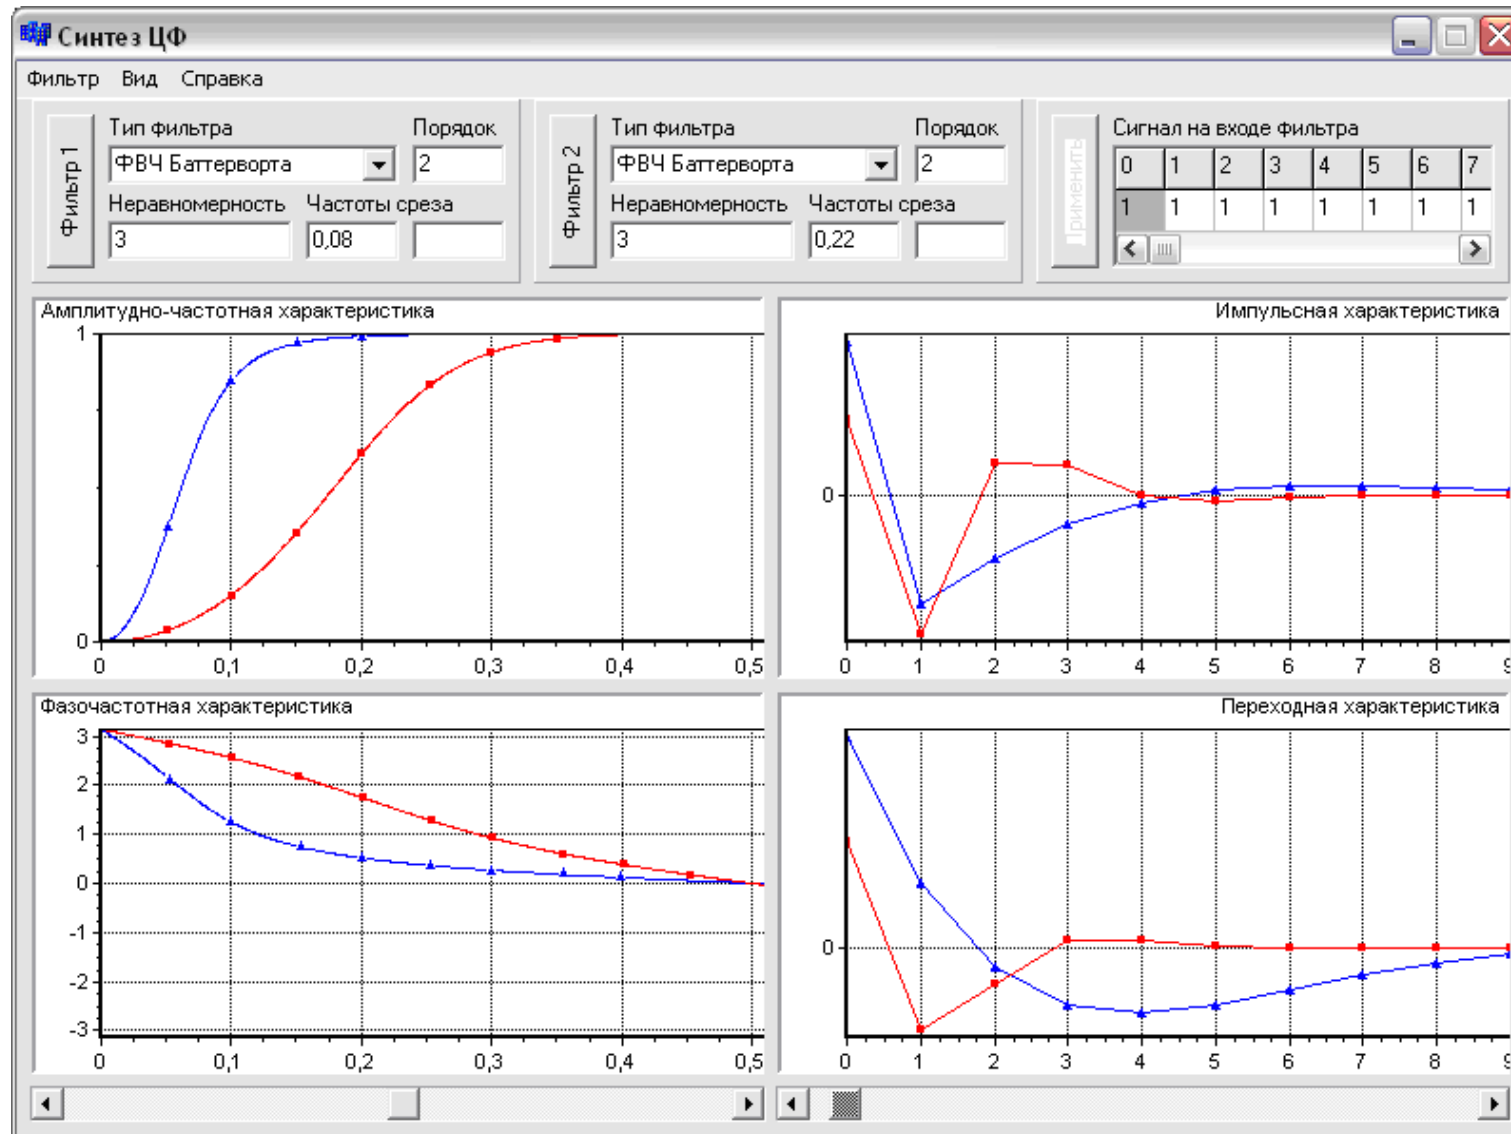 Синтез ЦФ
Фильтр Вид Справка
Фильтр 1
Тип фильтра Порядок
ФВЧ Баттерворта 2
Неравномерность Частоты среза
3 0,08
Фильтр 2
Тип фильтра Порядок
ФВЧ Баттерворта 2
Неравномерность Частоты среза
3 0,22
Применить
Сигнал на входе фильтра
0 1 2 3 4 5 6 7
1 1 1 1 1 1 1 1
Амплитудно-частотная характеристика
1
0
0 0,1 0,2 0,3 0,4 0,5
Импульсная характеристика
0
0 1 2 3 4 5 6 7 8 9
Фазочастотная характеристика
3
2
1
0
-1
-2
-3
0 0,1 0,2 0,3 0,4 0,5
Переходная характеристика
0
0 1 2 3 4 5 6 7 8 9